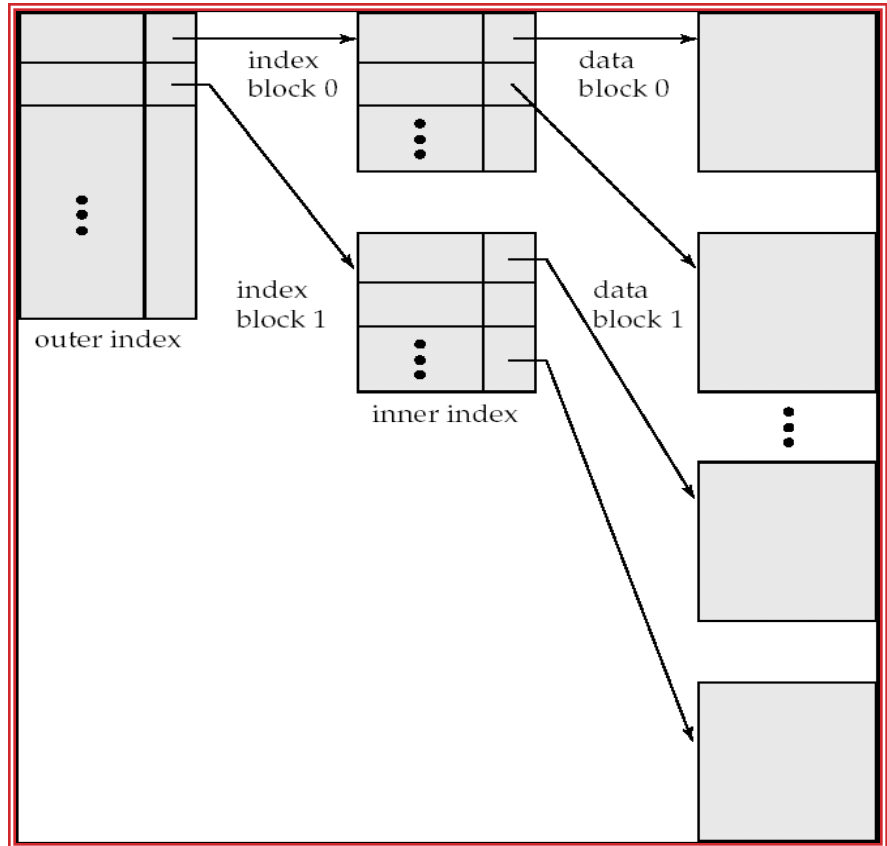 index
block 0
data
block 0
index
block 1
data
block 1
outer index
inner index